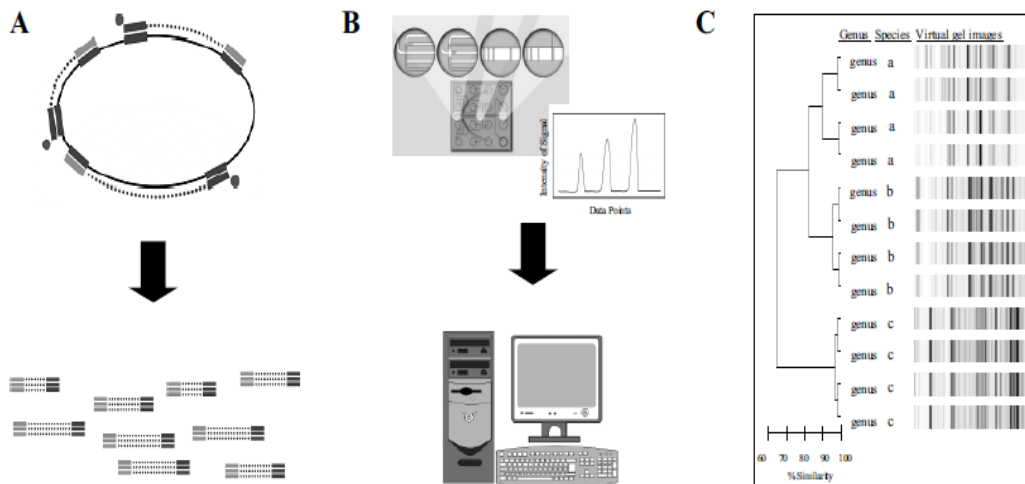 A
B
Intensity of Signal
Data Points
C
Genus Species Virtual gel images
genus a
genus a
genus a
genus a
genus b
genus b
genus b
genus b
genus c
genus c
genus c
genus c
60 70 80 90 100
% Similarity